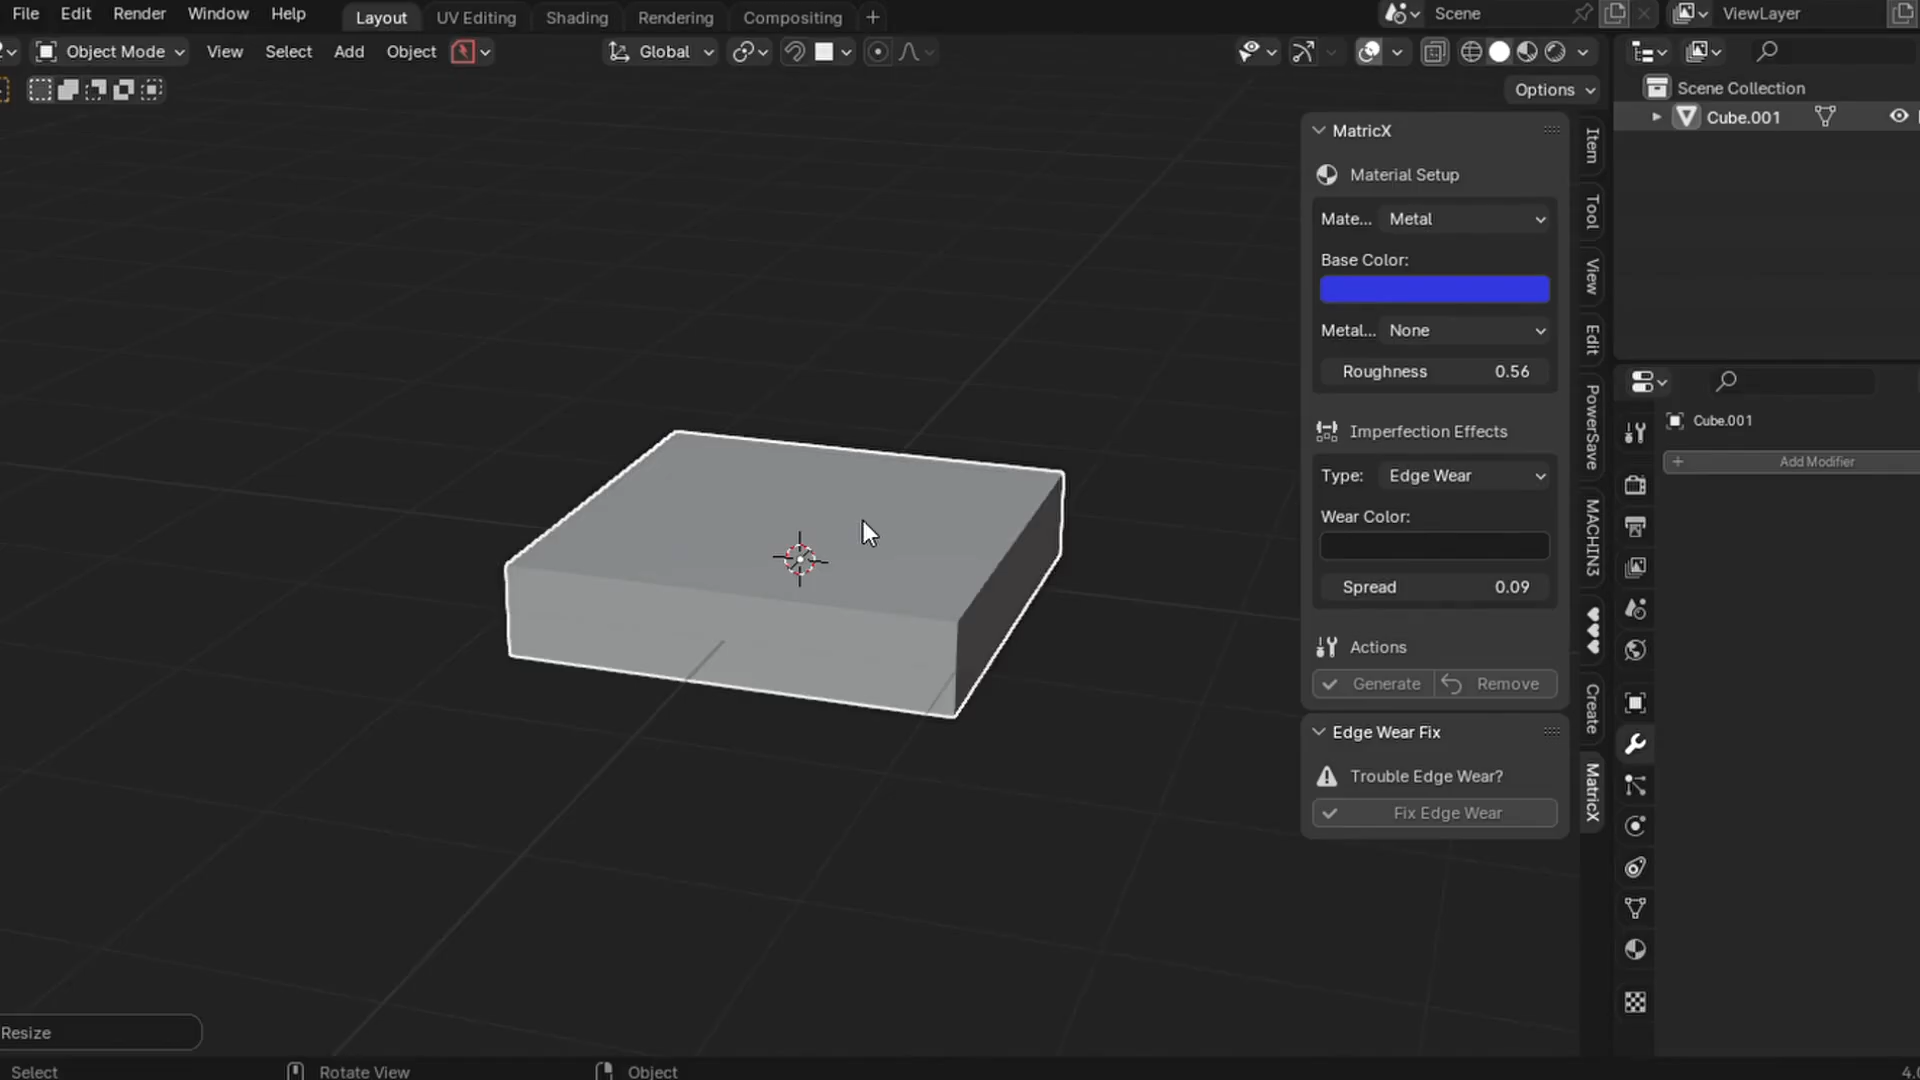 File Edit Render Window Help Layout UV Editing Shading Rendering Compositing + Scene ViewLayer
Object Mode View Select Add Object Global
Options
Scene Collection
Cube.001
MatricX
Material Setup
Mate... Metal
Base Color:
Metal... None
Roughness 0.56
Imperfection Effects
Type: Edge Wear
Wear Color:
Spread 0.09
Actions
Generate Remove
Edge Wear Fix
Trouble Edge Wear?
Fix Edge Wear
Item
Tool
View
Edit
PowerSave
MACHIN3
♥♥♥
Create
MatricX
Cube.001
+ Add Modifier
Resize
Select Rotate View Object 4.